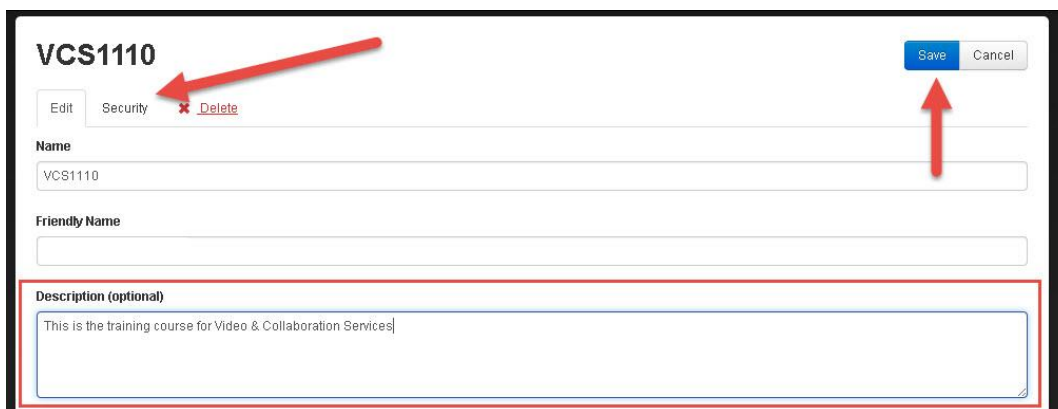 VCS1110
Save Cancel
Edit Security ✖ Delete
Name
VCS1110
Friendly Name
Description (optional)
This is the training course for Video & Collaboration Services